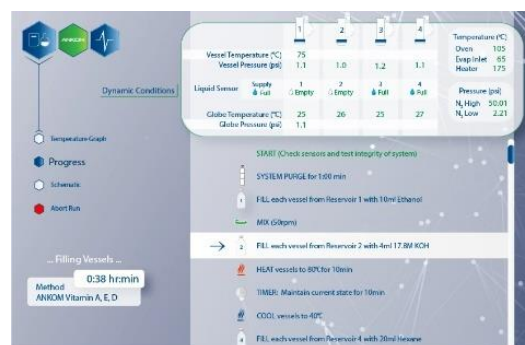 ANKOM
Dynamic Conditions
1 2 3 4
Vessel Temperature (°C) 75
Vessel Pressure (psi) 1.1 1.0 1.2 1.1
Liquid Sensor Supply 1 2 3 4
Full Empty Empty Full Full
Globe Temperature (°C) 25 26 25 27
Globe Pressure (psi) 1.1
Temperature (°C)
Oven 105
Evap Inlet 65
Heater 175
Pressure (psi)
N₂ High 50.01
N₂ Low 2.21
Temperature Graph
Progress
Schematic
Abort Run
... Filling Vessels ...
0:38 hr:min
Method
ANKOM Vitamin A, E, D
START (Check sensors and test integrity of system)
SYSTEM PURGE for 1:00 min
1 FILL each vessel from Reservoir 1 with 10ml Ethanol
MIX (50rpm)
2 FILL each vessel from Reservoir 2 with 4ml 17.8M KOH
HEAT vessels to 80°C for 10min
TIMER: Maintain current state for 10min
COOL vessels to 40°C
4 FILL each vessel from Reservoir 4 with 20ml Hexane